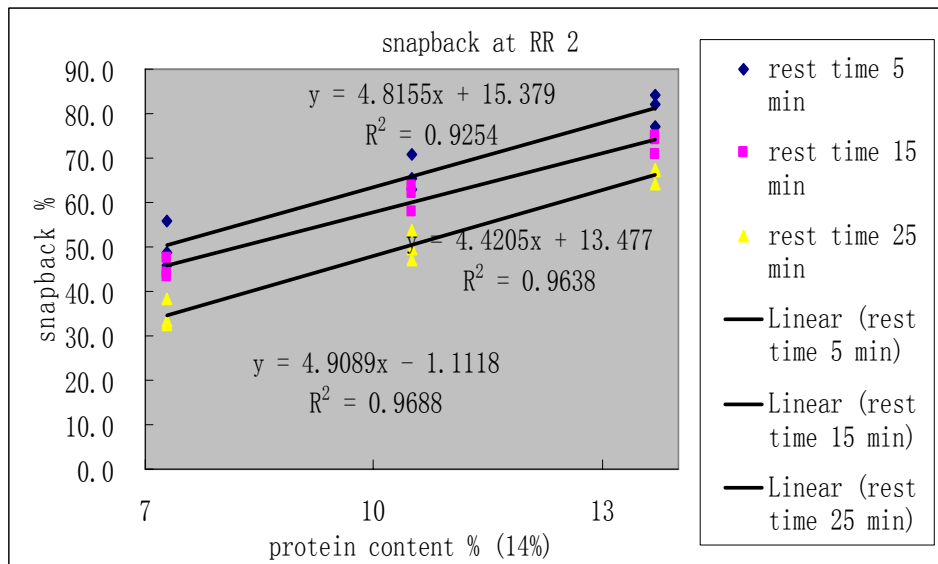 snapback at RR 2
90.0
80.0
70.0
60.0
50.0
40.0
30.0
20.0
10.0
0.0
snapback %
y = 4.8155x + 15.379
R² = 0.9254
y = 4.4205x + 13.477
R² = 0.9638
y = 4.9089x − 1.1118
R² = 0.9688
7
10
13
protein content % (14%)
rest time 5
min
rest time 15
min
rest time 25
min
Linear (rest
time 5 min)
Linear (rest
time 15 min)
Linear (rest
time 25 min)